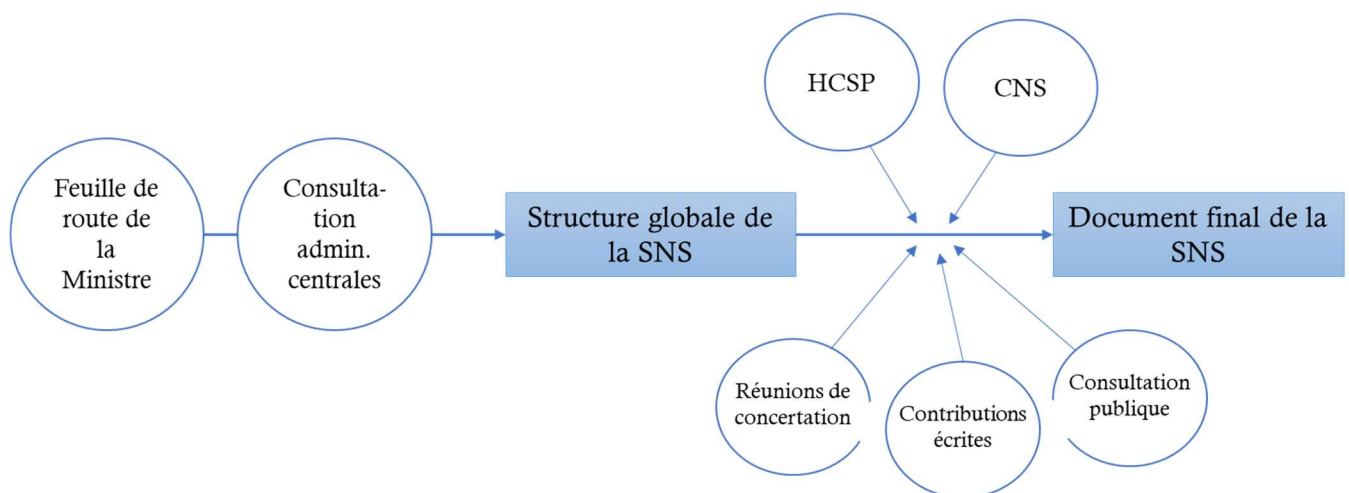 HCSP
CNS
Feuille de
route de
la
Ministre
Consulta-
tion
admin.
centrales
Structure globale de
la SNS
Document final de la
SNS
Réunions de
concertation
Contributions
écrites
Consultation
publique